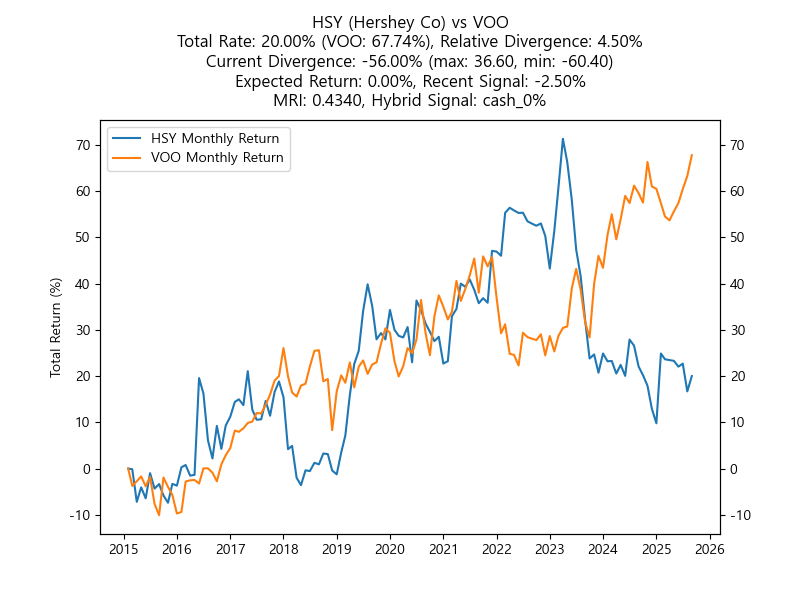 HSY (Hershey Co) vs VOO
Total Rate: 20.00% (VOO: 67.74%), Relative Divergence: 4.50%
Current Divergence: -56.00% (max: 36.60, min: -60.40)
Expected Return: 0.00%, Recent Signal: -2.50%
MRI: 0.4340, Hybrid Signal: cash_0%
HSY Monthly Return
VOO Monthly Return
Total Return (%)
70
60
50
40
30
20
10
0
-10
70
60
50
40
30
20
10
0
-10
2015 2016 2017 2018 2019 2020 2021 2022 2023 2024 2025 2026